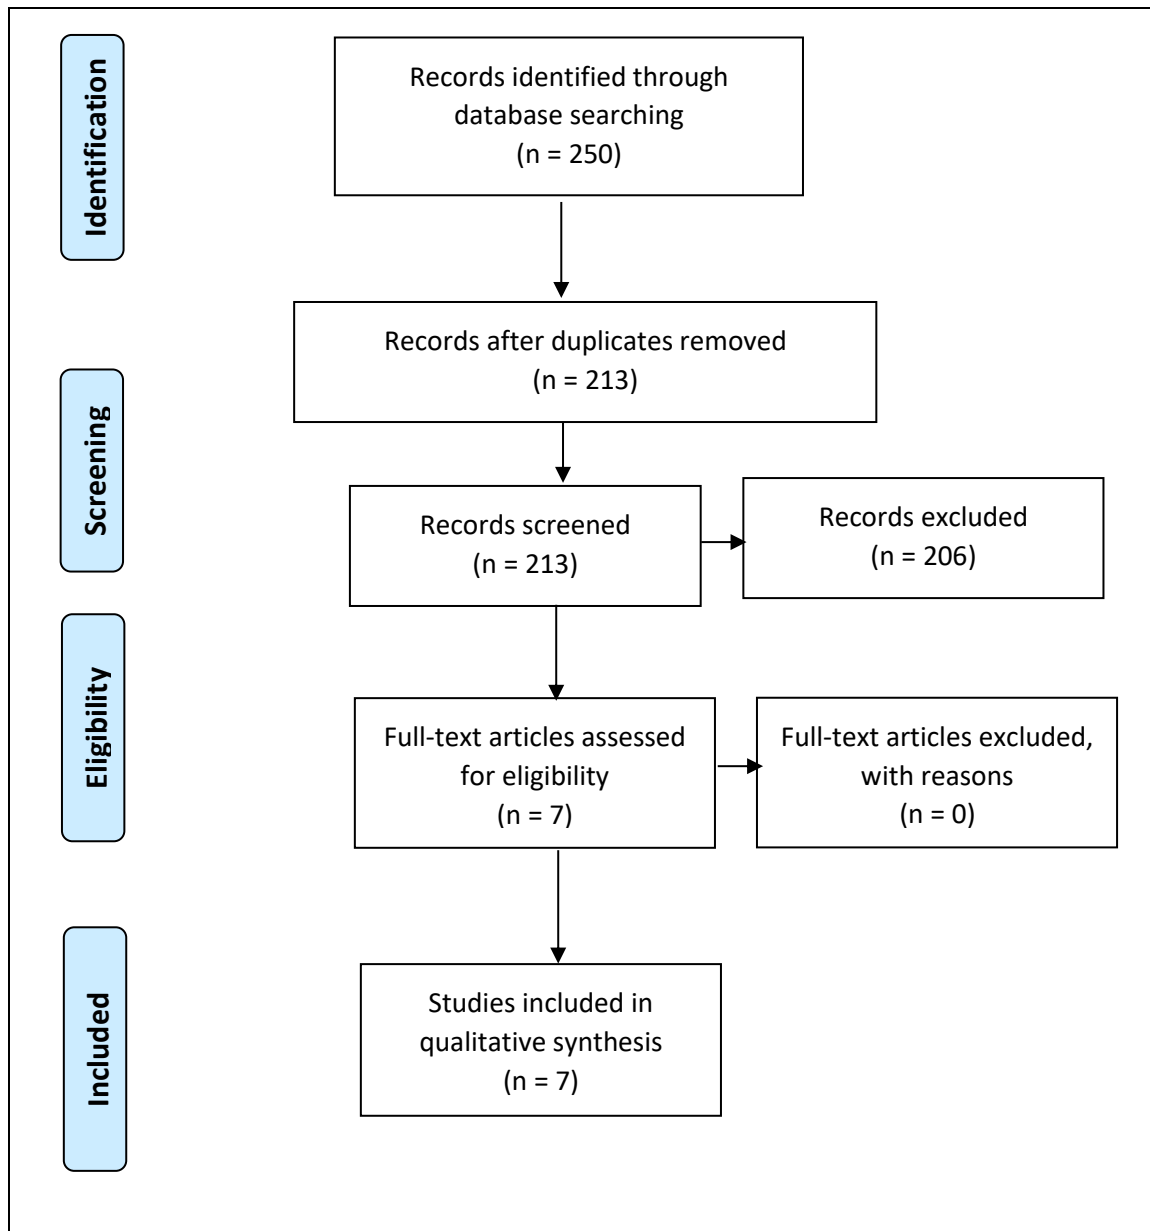 Identification
Records identified through
database searching
(n = 250)
Records after duplicates removed
(n = 213)
Screening
Records screened
(n = 213)
Records excluded
(n = 206)
Eligibility
Full-text articles assessed
for eligibility
(n = 7)
Full-text articles excluded,
with reasons
(n = 0)
Included
Studies included in
qualitative synthesis
(n = 7)